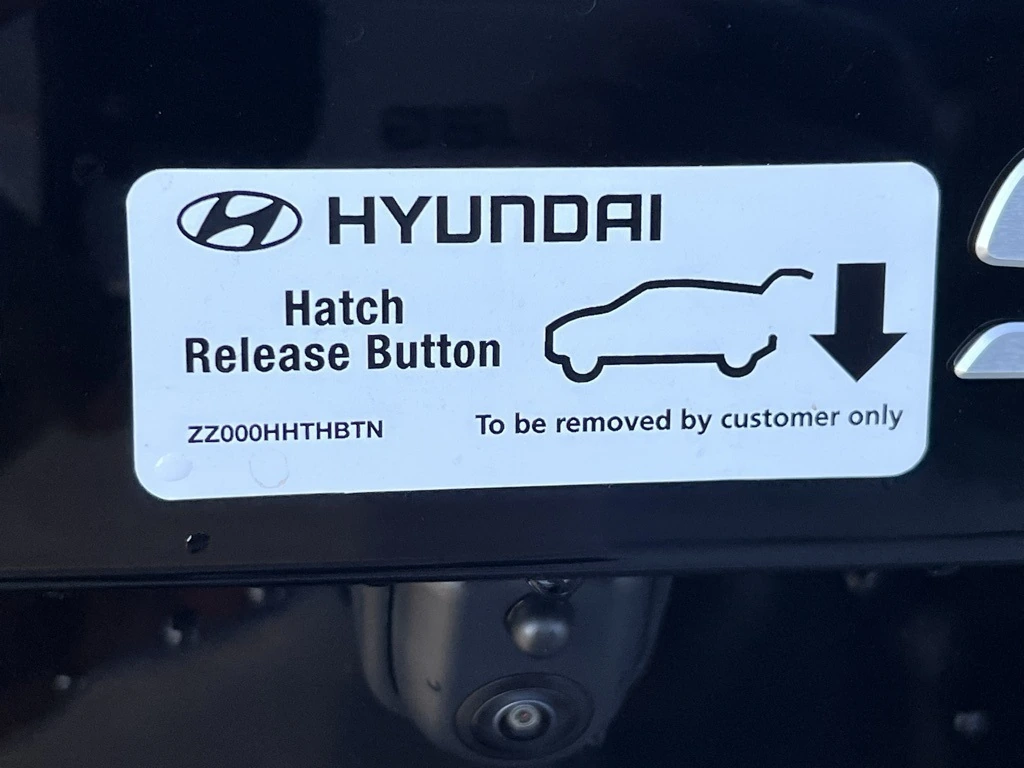 HYUNDAI
Hatch
Release Button
ZZ000HHTHBTN
To be removed by customer only